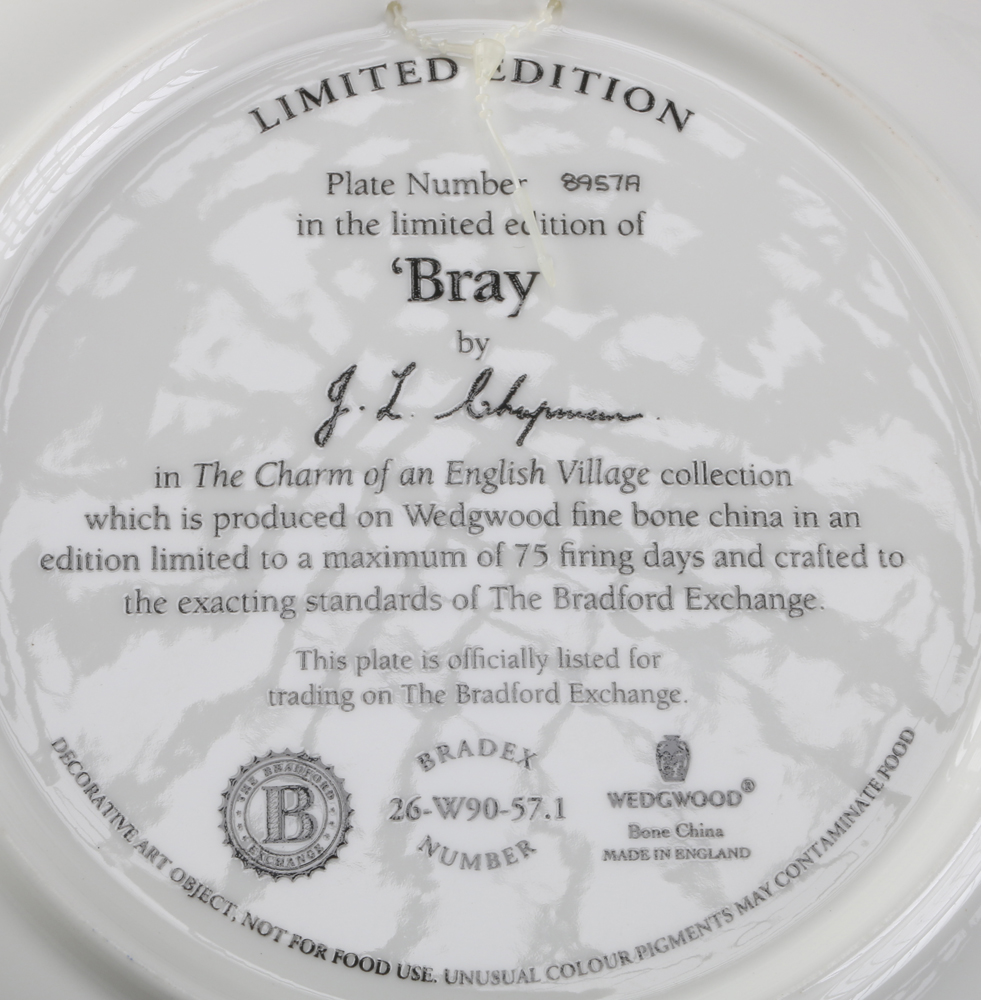 LIMITED EDITION
Plate Number 8957A
in the limited edition of
‘Bray
by
J. L. Chapman
in The Charm of an English Village collection
which is produced on Wedgwood fine bone china in an
edition limited to a maximum of 75 firing days and crafted to
the exacting standards of The Bradford Exchange.
This plate is officially listed for
trading on The Bradford Exchange.
THE BRADFORD
B
EXCHANGE
BRADEX
26-W90-57.1
NUMBER
WEDGWOOD®
Bone China
MADE IN ENGLAND
DECORATIVE ART OBJECT, NOT FOR FOOD USE. UNUSUAL COLOUR PIGMENTS MAY CONTAMINATE FOOD